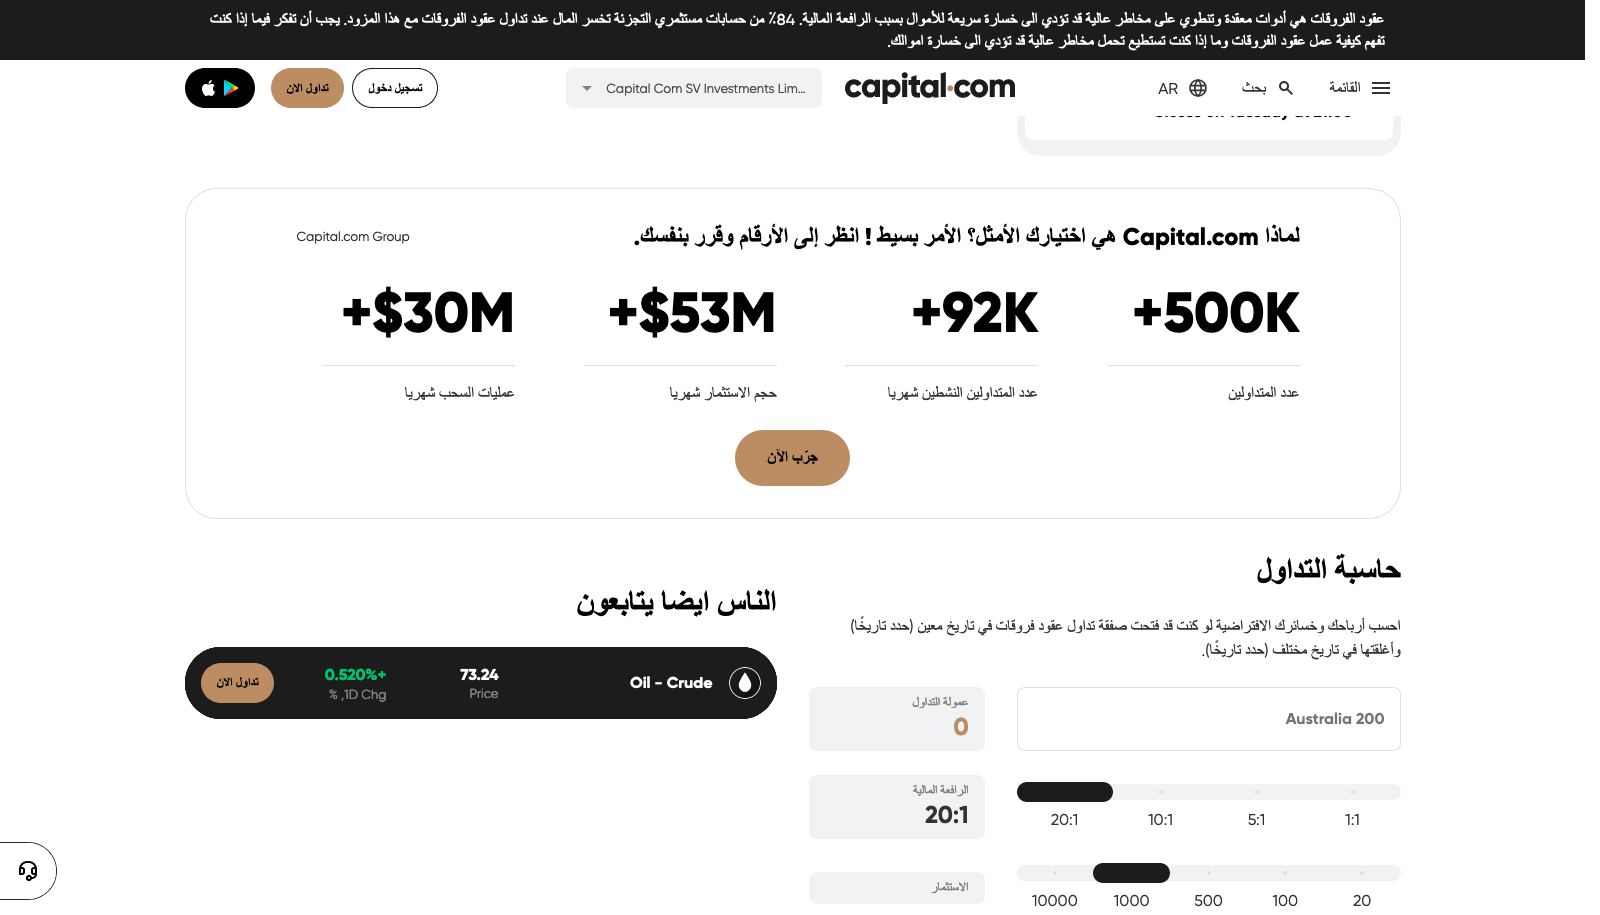 عقود الفروقات هي أدوات معقدة وتنطوي على مخاطر عالية قد تؤدي الى خسارة سريعة للأموال بسبب الرافعة المالية. 84٪ من حسابات مستثمري التجزئة تخسر المال عند تداول عقود الفروقات مع هذا المزود. يجب أن تفكر فيما إذا كنت
تفهم كيفية عمل عقود الفروقات وما إذا كنت تستطيع تحمل مخاطر عالية قد تؤدي الى خسارة اموالك.
القائمة
بحث
AR
capital.com
Capital Com SV Investments Lim...
تسجيل دخول
تداول الان
لماذا Capital.com هي اختيارك الأمثل؟ الأمر بسيط ! انظر إلى الأرقام وقرر بنفسك.
Capital.com Group
+500K
+92K
+$53M
+$30M
عدد المتداولين
عدد المتداولين النشطين شهريا
حجم الاستثمار شهريا
عمليات السحب شهريا
جرّب الآن
حاسبة التداول
احسب أرباحك وخسائرك الافتراضية لو كنت قد فتحت صفقة تداول عقود فروقات في تاريخ معين (حدد تاريخًا)
وأغلقتها في تاريخ مختلف (حدد تاريخًا).
Australia 200
عمولة التداول
0
20:1 10:1 5:1 1:1
الرافعة المالية
20:1
10000 1000 500 100 20
الاستثمار
الناس ايضا يتابعون
Oil - Crude
73.24
Price
0.520%+
% ,1D Chg
تداول الان